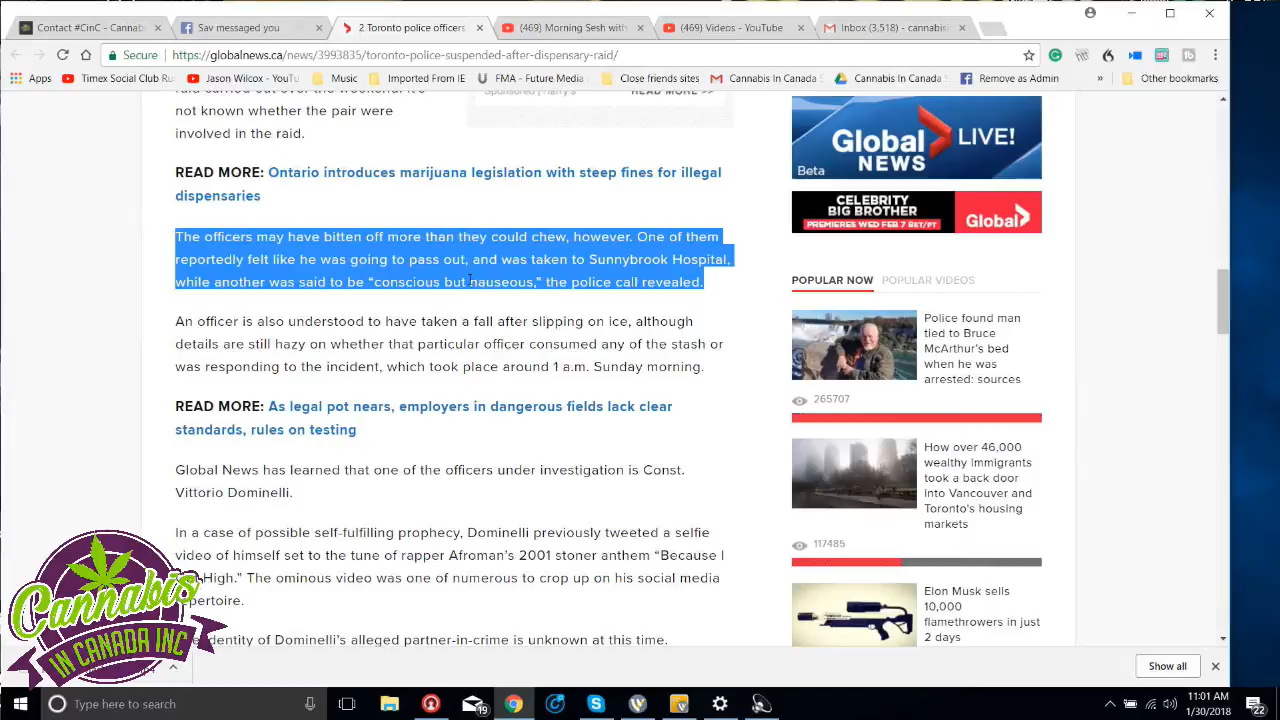 Contact #CinC - Cannab
Sav messaged you
2 Toronto police officers
(469) Morning Sesh with
(469) Videos - YouTube
Inbox (3,518) - cannabis
Secure
https://globalnews.ca/news/3993835/toronto-police-suspended-after-dispensary-raid/
Apps
Timex Social Club Ru
Jason Wilcox - YouTu
Music
Imported From IE
FMA - Future Media
Close friends sites
Cannabis In Canada S
Cannabis In Canada S
Remove as Admin
»
Other bookmarks
raid carried out over the weekend. It's
not known whether the pair were
involved in the raid.
Sponsored | Harry's
READ MORE >>
READ MORE: Ontario introduces marijuana legislation with steep fines for illegal
dispensaries
The officers may have bitten off more than they could chew, however. One of them
reportedly felt like he was going to pass out, and was taken to Sunnybrook Hospital,
while another was said to be “conscious but nauseous,” the police call revealed.
An officer is also understood to have taken a fall after slipping on ice, although
details are still hazy on whether that particular officer consumed any of the stash or
was responding to the incident, which took place around 1 a.m. Sunday morning.
READ MORE: As legal pot nears, employers in dangerous fields lack clear
standards, rules on testing
Global News has learned that one of the officers under investigation is Const.
Vittorio Dominelli.
In a case of possible self-fulfilling prophecy, Dominelli previously tweeted a selfie
video of himself set to the tune of rapper Afroman's 2001 stoner anthem “Because I
High.” The ominous video was one of numerous to crop up on his social media
repertoire.
identity of Dominelli's alleged partner-in-crime is unknown at this time.
Global
NEWS
LIVE!
Beta
CELEBRITY
BIG BROTHER
PREMIERES WED FEB 7 8ET/PT
Global
POPULAR NOW
POPULAR VIDEOS
Police found man
tied to Bruce
McArthur's bed
when he was
arrested: sources
265707
How over 46,000
wealthy immigrants
took a back door
into Vancouver and
Toronto's housing
markets
117485
Elon Musk sells
10,000
flamethrowers in just
2 days
Cannabis
IN CANADA INC
Show all
Type here to search
19
11:01 AM
1/30/2018
22